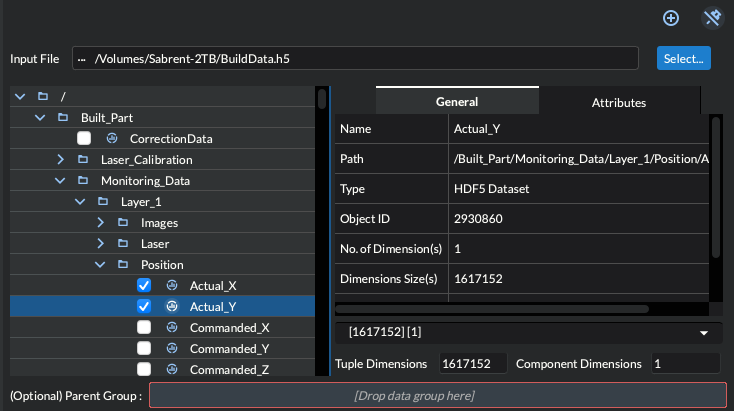 Input File ... /Volumes/Sabrent-2TB/BuildData.h5 Select...
/
Built_Part
CorrectionData
Laser_Calibration
Monitoring_Data
Layer_1
Images
Laser
Position
Actual_X
Actual_Y
Commanded_X
Commanded_Y
Commanded_Z
General Attributes
Name Actual_Y
Path /Built_Part/Monitoring_Data/Layer_1/Position/A
Type HDF5 Dataset
Object ID 2930860
No. of Dimension(s) 1
Dimensions Size(s) 1617152
[1617152] [1]
Tuple Dimensions 1617152 Component Dimensions 1
(Optional) Parent Group : [Drop data group here]